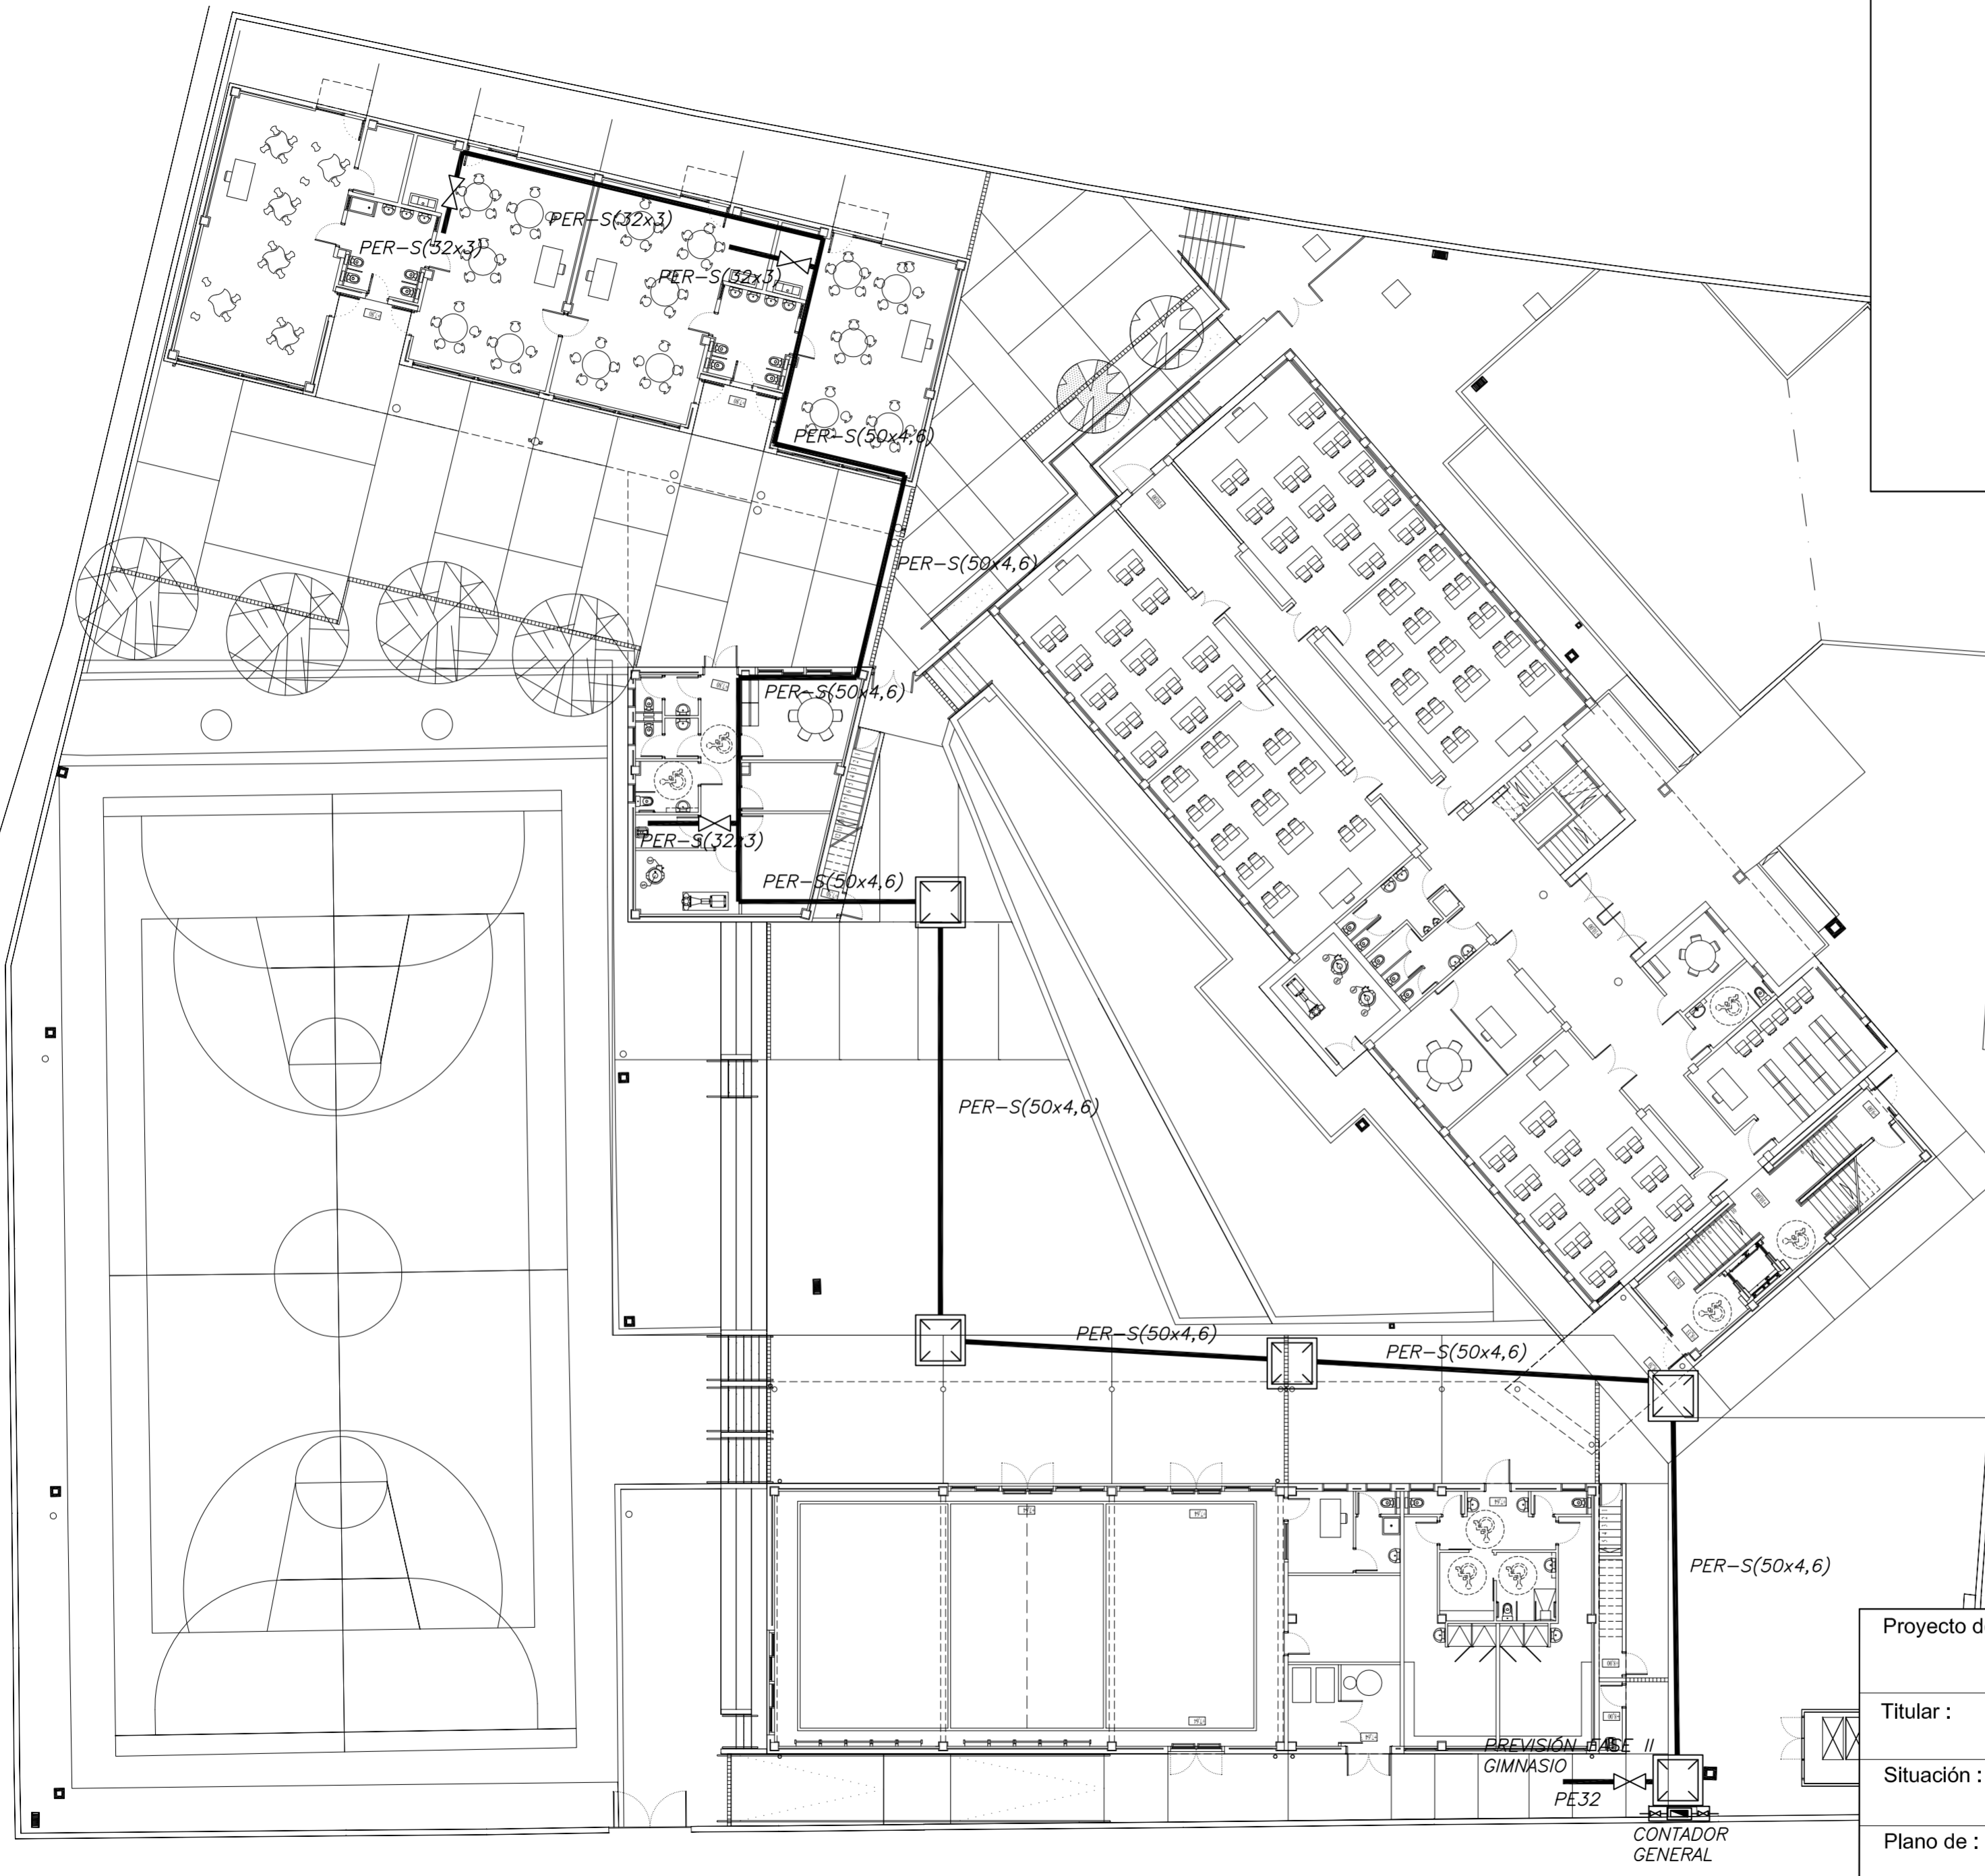 PER-S(32x3)
PER-S(32x3)
PER-S(32x3)
PER-S(50x4,6)
PER-S(50x4,6)
PER-S(50x4,6)
PER-S(32x3)
PER-S(50x4,6)
PER-S(50x4,6)
PER-S(50x4,6)
PER-S(50x4,6)
PER-S(50x4,6)
PREVISIÓN FASE II
GIMNASIO
PE32
CONTADOR
GENERAL
Proyecto d
Titular :
Situación :
Plano de :